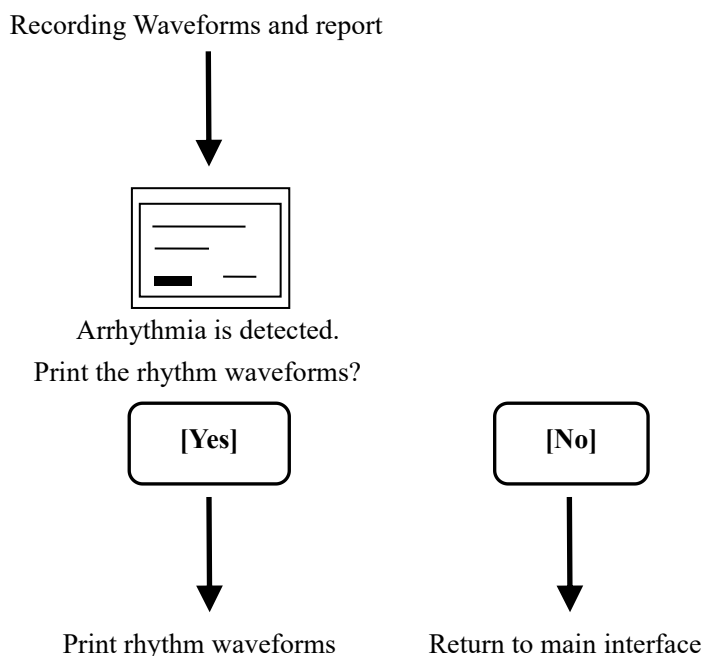 Recording Waveforms and report
Arrhythmia is detected.
Print the rhythm waveforms?
[Yes]
[No]
Print rhythm waveforms
Return to main interface